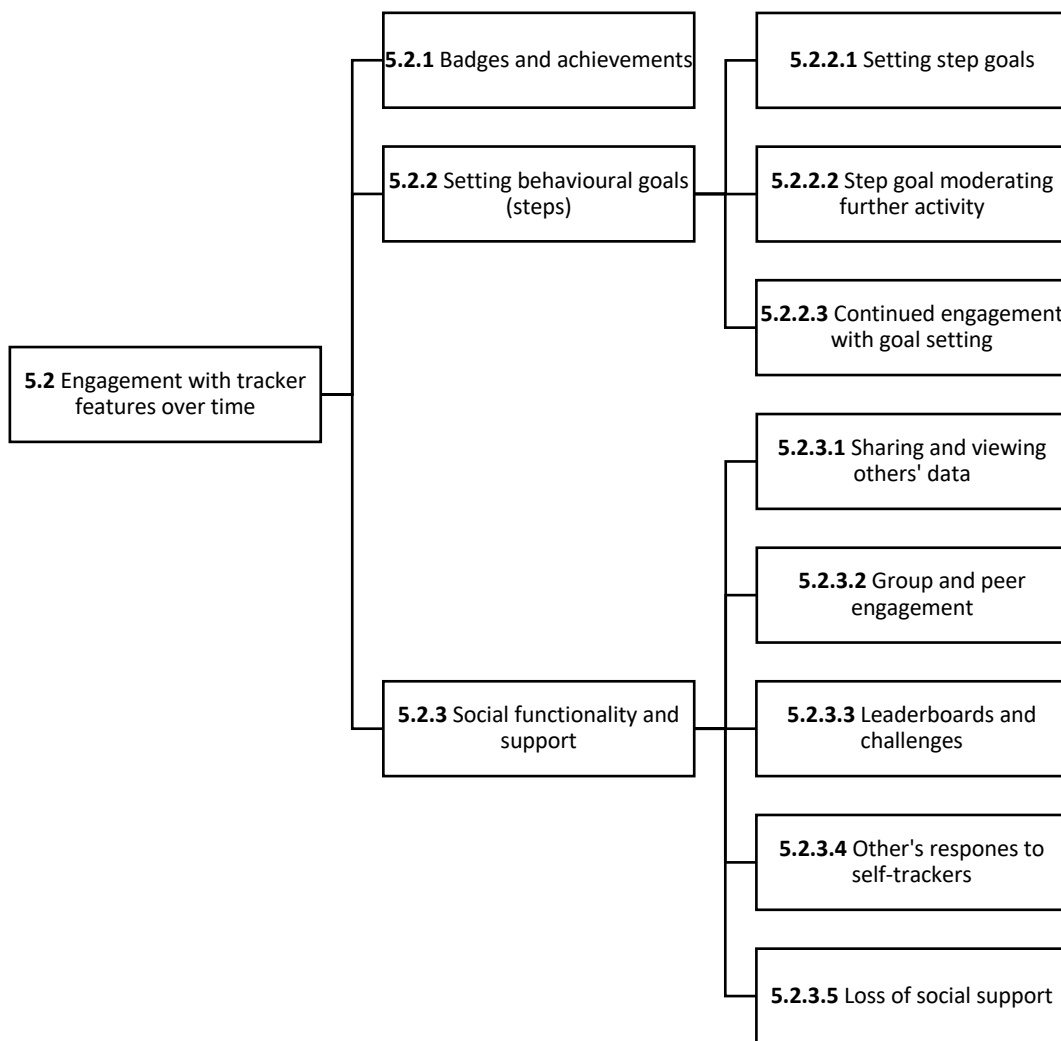 5.2 Engagement with tracker
features over time
5.2.1 Badges and achievements
5.2.2 Setting behavioural goals
(steps)
5.2.2.1 Setting step goals
5.2.2.2 Step goal moderating
further activity
5.2.2.3 Continued engagement
with goal setting
5.2.3 Social functionality and
support
5.2.3.1 Sharing and viewing
others' data
5.2.3.2 Group and peer
engagement
5.2.3.3 Leaderboards and
challenges
5.2.3.4 Other's respones to
self-trackers
5.2.3.5 Loss of social support